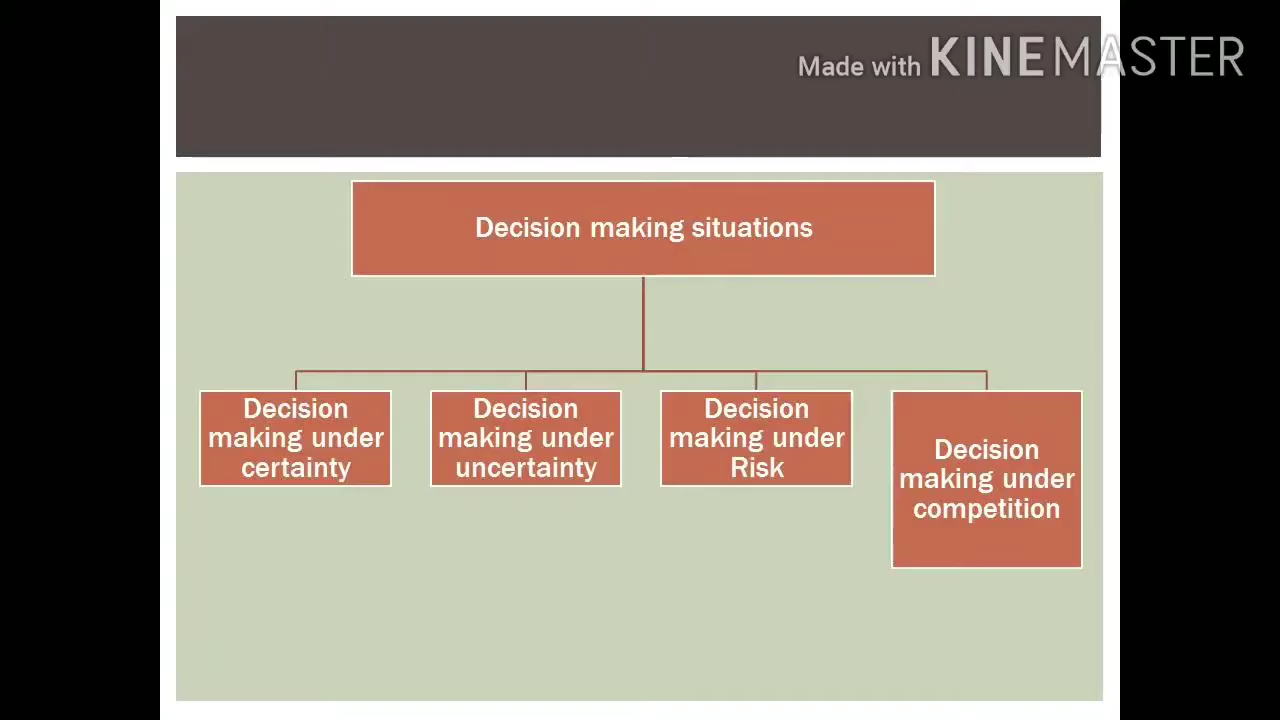 Made with KINEMASTER
Decision making situations
Decision
making under
certainty
Decision
making under
uncertainty
Decision
making under
Risk
Decision
making under
competition